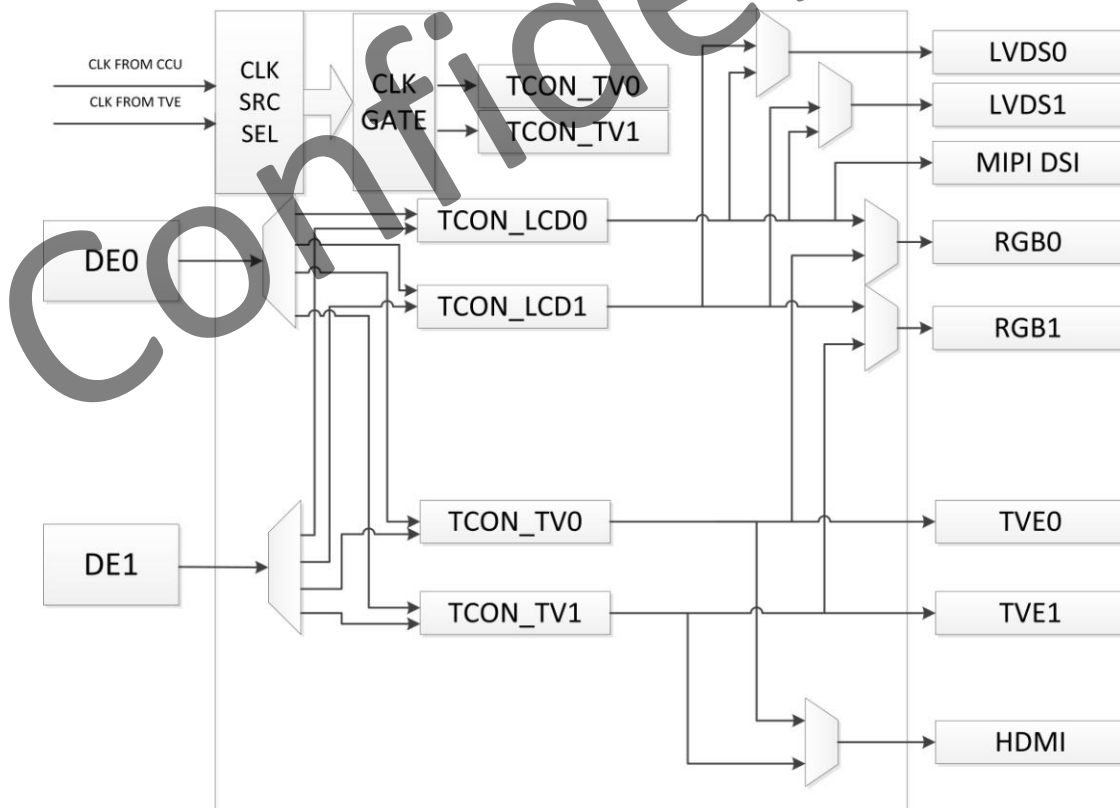 CLK FROM CCU
CLK FROM TVE
CLK
SRC
SEL
CLK
GATE
TCON_TV0
TCON_TV1
LVDS0
LVDS1
MIPI DSI
DE0
TCON_LCD0
RGB0
TCON_LCD1
RGB1
DE1
TCON_TV0
TVE0
TCON_TV1
TVE1
HDMI
Confide